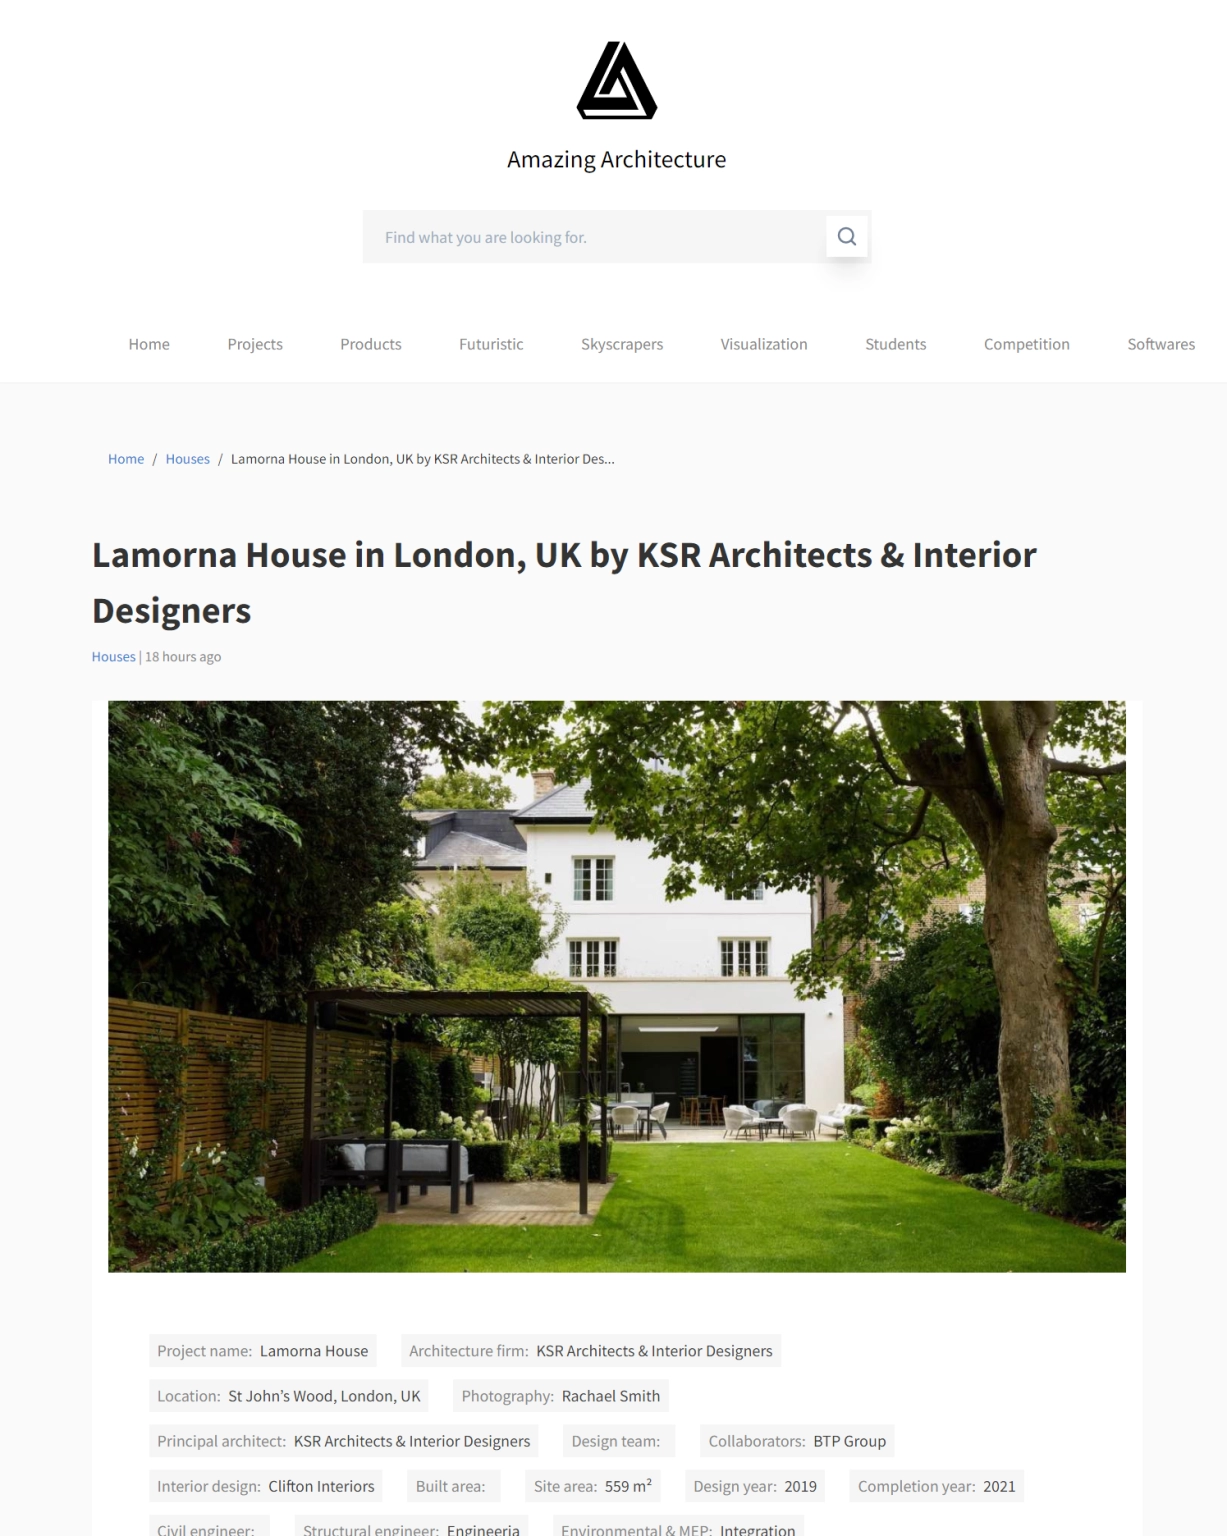 Amazing Architecture
Find what you are looking for.
Home Projects Products Futuristic Skyscrapers Visualization Students Competition Softwares
Home / Houses / Lamorna House in London, UK by KSR Architects & Interior Des...
Lamorna House in London, UK by KSR Architects & Interior
Designers
Houses | 18 hours ago
Project name: Lamorna House Architecture firm: KSR Architects & Interior Designers
Location: St John’s Wood, London, UK Photography: Rachael Smith
Principal architect: KSR Architects & Interior Designers Design team: Collaborators: BTP Group
Interior design: Clifton Interiors Built area: Site area: 559 m² Design year: 2019 Completion year: 2021
Civil engineer: Structural engineer: Engineeria Environmental & MEP: Integration